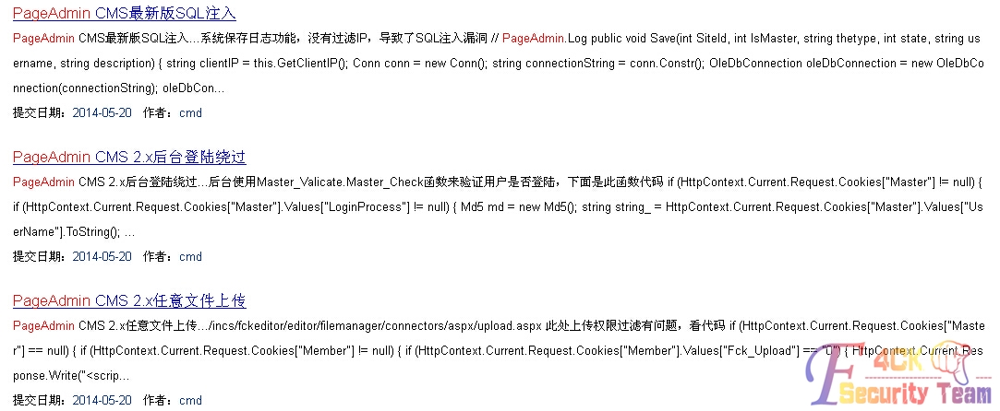 PageAdmin CMS最新版SQL注入
PageAdmin CMS最新版SQL注入...系统保存日志功能，没有过滤IP，导致了SQL注入漏洞 // PageAdmin.Log public void Save(int SiteId, int IsMaster, string thetype, int state, string us
ername, string description) { string clientIP = this.GetClientIP(); Conn conn = new Conn(); string connectionString = conn.Constr(); OleDbConnection oleDbConnection = new OleDbCo
nnection(connectionString); oleDbCon...
提交日期：2014-05-20 作者：cmd
PageAdmin CMS 2.x后台登陆绕过
PageAdmin CMS 2.x后台登陆绕过...后台使用Master_Valicate.Master_Check函数来验证用户是否登陆，下面是此函数代码 if (HttpContext.Current.Request.Cookies["Master"] != null) {
if (HttpContext.Current.Request.Cookies["Master"].Values["LoginProcess"] != null) { Md5 md = new Md5(); string string_ = HttpContext.Current.Request.Cookies["Master"].Values["Us
erName"].ToString(); ...
提交日期：2014-05-20 作者：cmd
PageAdmin CMS 2.x任意文件上传
PageAdmin CMS 2.x任意文件上传.../incs/fckeditor/editor/filemanager/connectors/aspx/upload.aspx 此处上传权限过滤有问题，看代码 if (HttpContext.Current.Request.Cookies["Maste
r"] == null) { if (HttpContext.Current.Request.Cookies["Member"] != null) { if (HttpContext.Current.Request.Cookies["Member"].Values["Fck_Upload"] == "0") { HttpContext.Current.Res
ponse.Write("<scrip...
提交日期：2014-05-20 作者：cmd
F4CK
Security Team